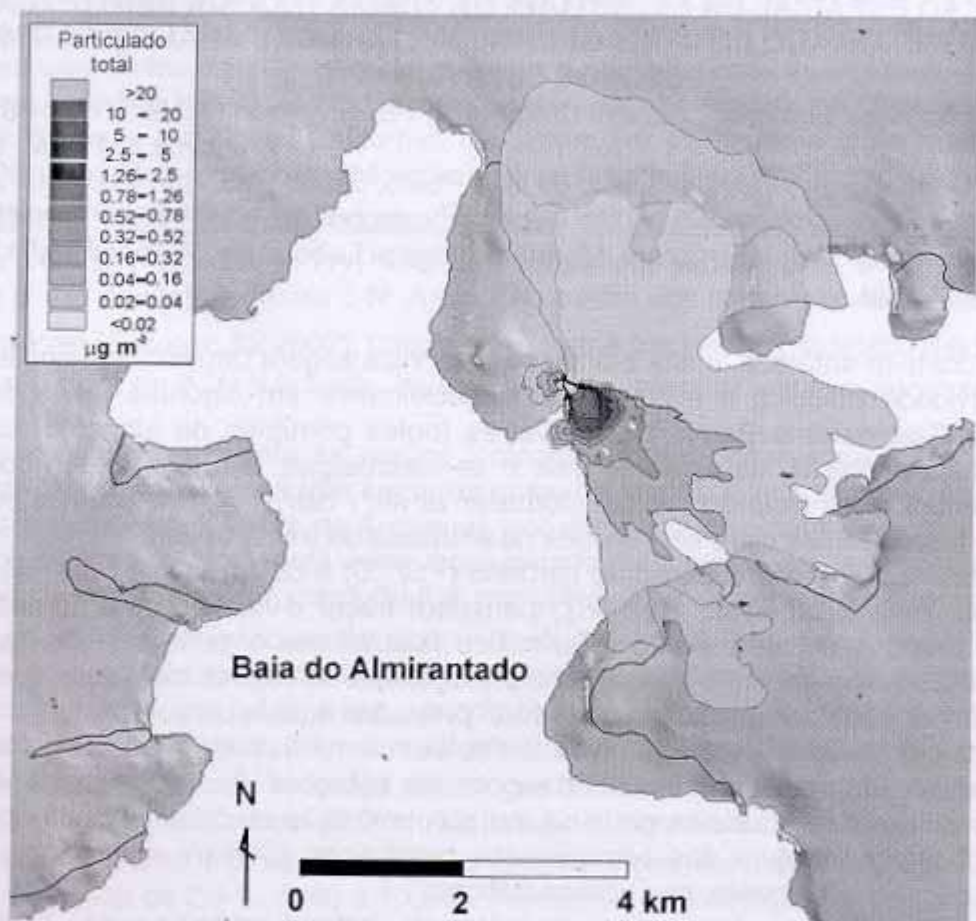 Particulado
total
>20
10 - 20
5 - 10
2.5 - 5
1.26 - 2.5
0.78-1.26
0.52-0.78
0.32-0.52
0.16-0.32
0.04-0.16
0.02-0.04
<0.02
µg m⁻³
Baia do Almirantado
N
0 2 4 km